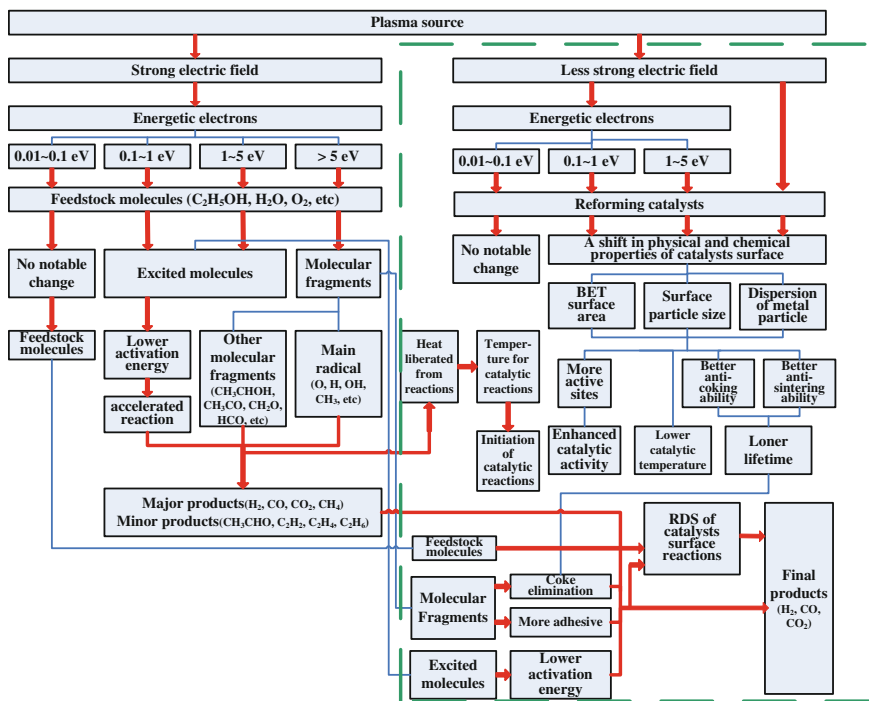 Plasma source
Strong electric field
Less strong electric field
Energetic electrons
Energetic electrons
0.01~0.1 eV
0.1~1 eV
1~5 eV
> 5 eV
0.01~0.1 eV
0.1~1 eV
1~5 eV
Feedstock molecules (C₂H₅OH, H₂O, O₂, etc)
Reforming catalysts
No notable
change
Excited molecules
Molecular
fragments
No notable
change
A shift in physical and chemical
properties of catalysts surface
BET
surface
area
Surface
particle size
Dispersion
of metal
particle
Feedstock
molecules
Lower
activation
energy
Other
molecular
fragments
(CH₃CHOH,
CH₃CO, CH₂O,
HCO, etc)
Main
radical
(O, H, OH,
CH₃, etc)
Heat
liberated
from
reactions
Temper-
ature for
catalytic
reactions
More
active
sites
Better
anti-
coking
ability
Better
anti-
sintering
ability
accelerated
reaction
Initiation of
catalytic
reactions
Enhanced
catalytic
activity
Lower catalytic
temperature
Loner
lifetime
Major products(H₂, CO, CO₂, CH₄)
Minor products(CH₃CHO, C₂H₂, C₂H₄, C₂H₆)
Feedstock
molecules
RDS of
catalysts
surface
reactions
Molecular
Fragments
Coke
elimination
More adhesive
Final
products
(H₂, CO,
CO₂)
Excited
molecules
Lower
activation
energy